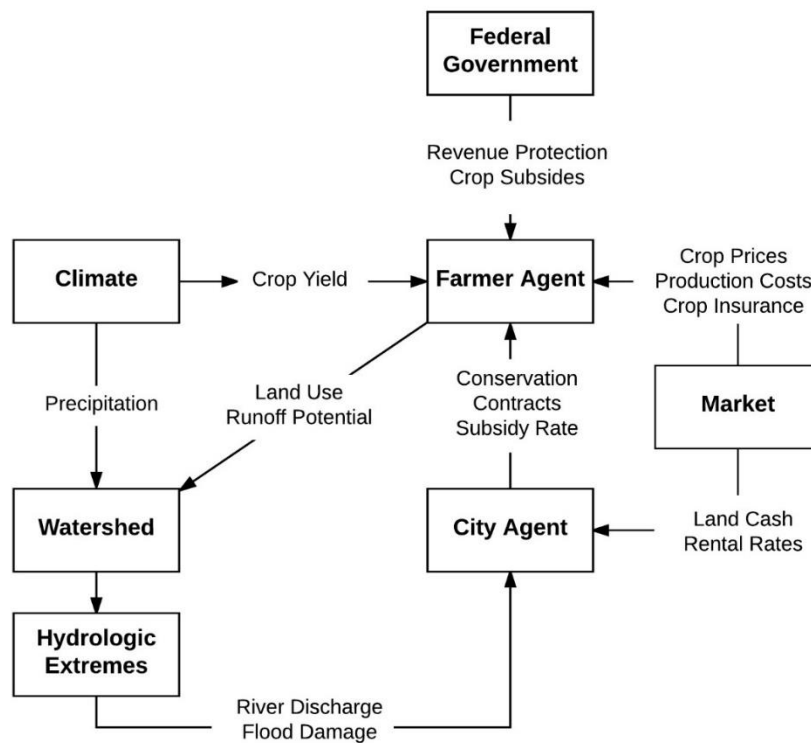 Federal
Government
Revenue Protection
Crop Subsides
Climate
Crop Yield
Farmer Agent
Crop Prices
Production Costs
Crop Insurance
Precipitation
Land Use
Runoff Potential
Conservation
Contracts
Subsidy Rate
Market
Watershed
City Agent
Land Cash
Rental Rates
Hydrologic
Extremes
River Discharge
Flood Damage